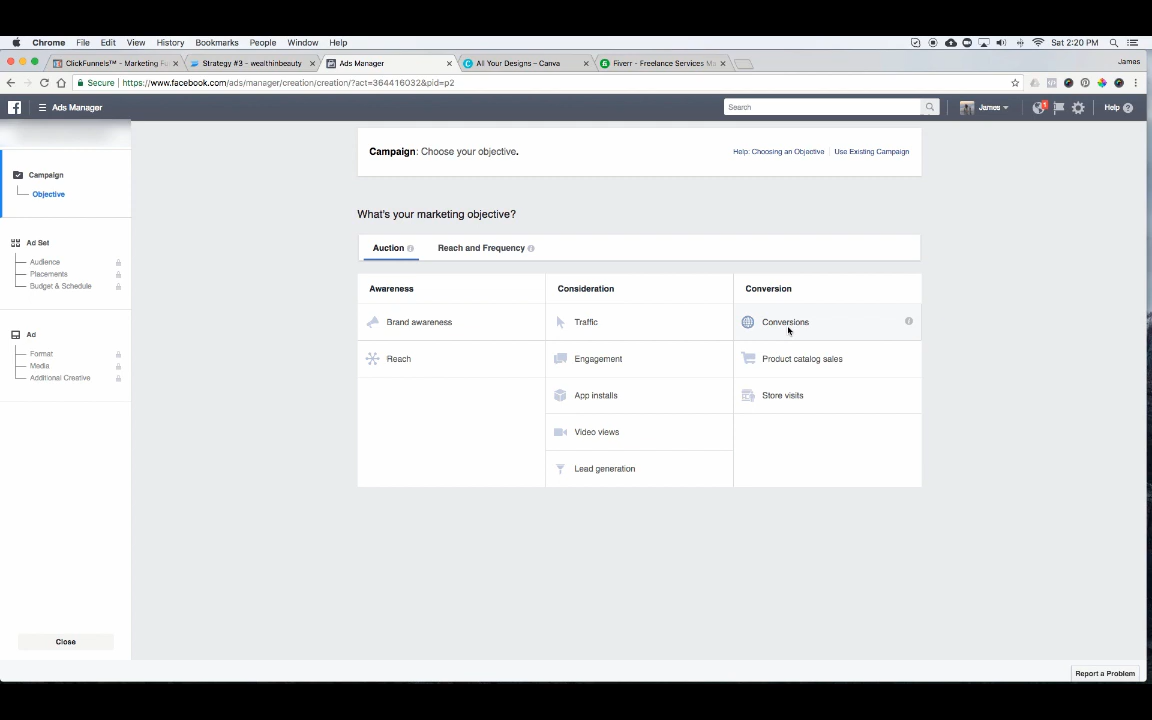 Chrome File Edit View History Bookmarks People Window Help Sat 2:20 PM
ClickFunnels™ - Marketing Fu Strategy #3 - wealthinbeauty Ads Manager All Your Designs – Canva Fiverr - Freelance Services Ma James
Secure https://www.facebook.com/ads/manager/creation/creation/?act=364416032&pid=p2
Ads Manager Search James 1 Help
Campaign: Choose your objective. Help: Choosing an Objective Use Existing Campaign
Campaign
Objective
What's your marketing objective?
Ad Set
Audience
Placements
Budget & Schedule
Auction Reach and Frequency
Awareness Consideration Conversion
Brand awareness Traffic Conversions
Ad
Format
Media
Additional Creative
Reach Engagement Product catalog sales
App installs Store visits
Video views
Lead generation
Close
Report a Problem